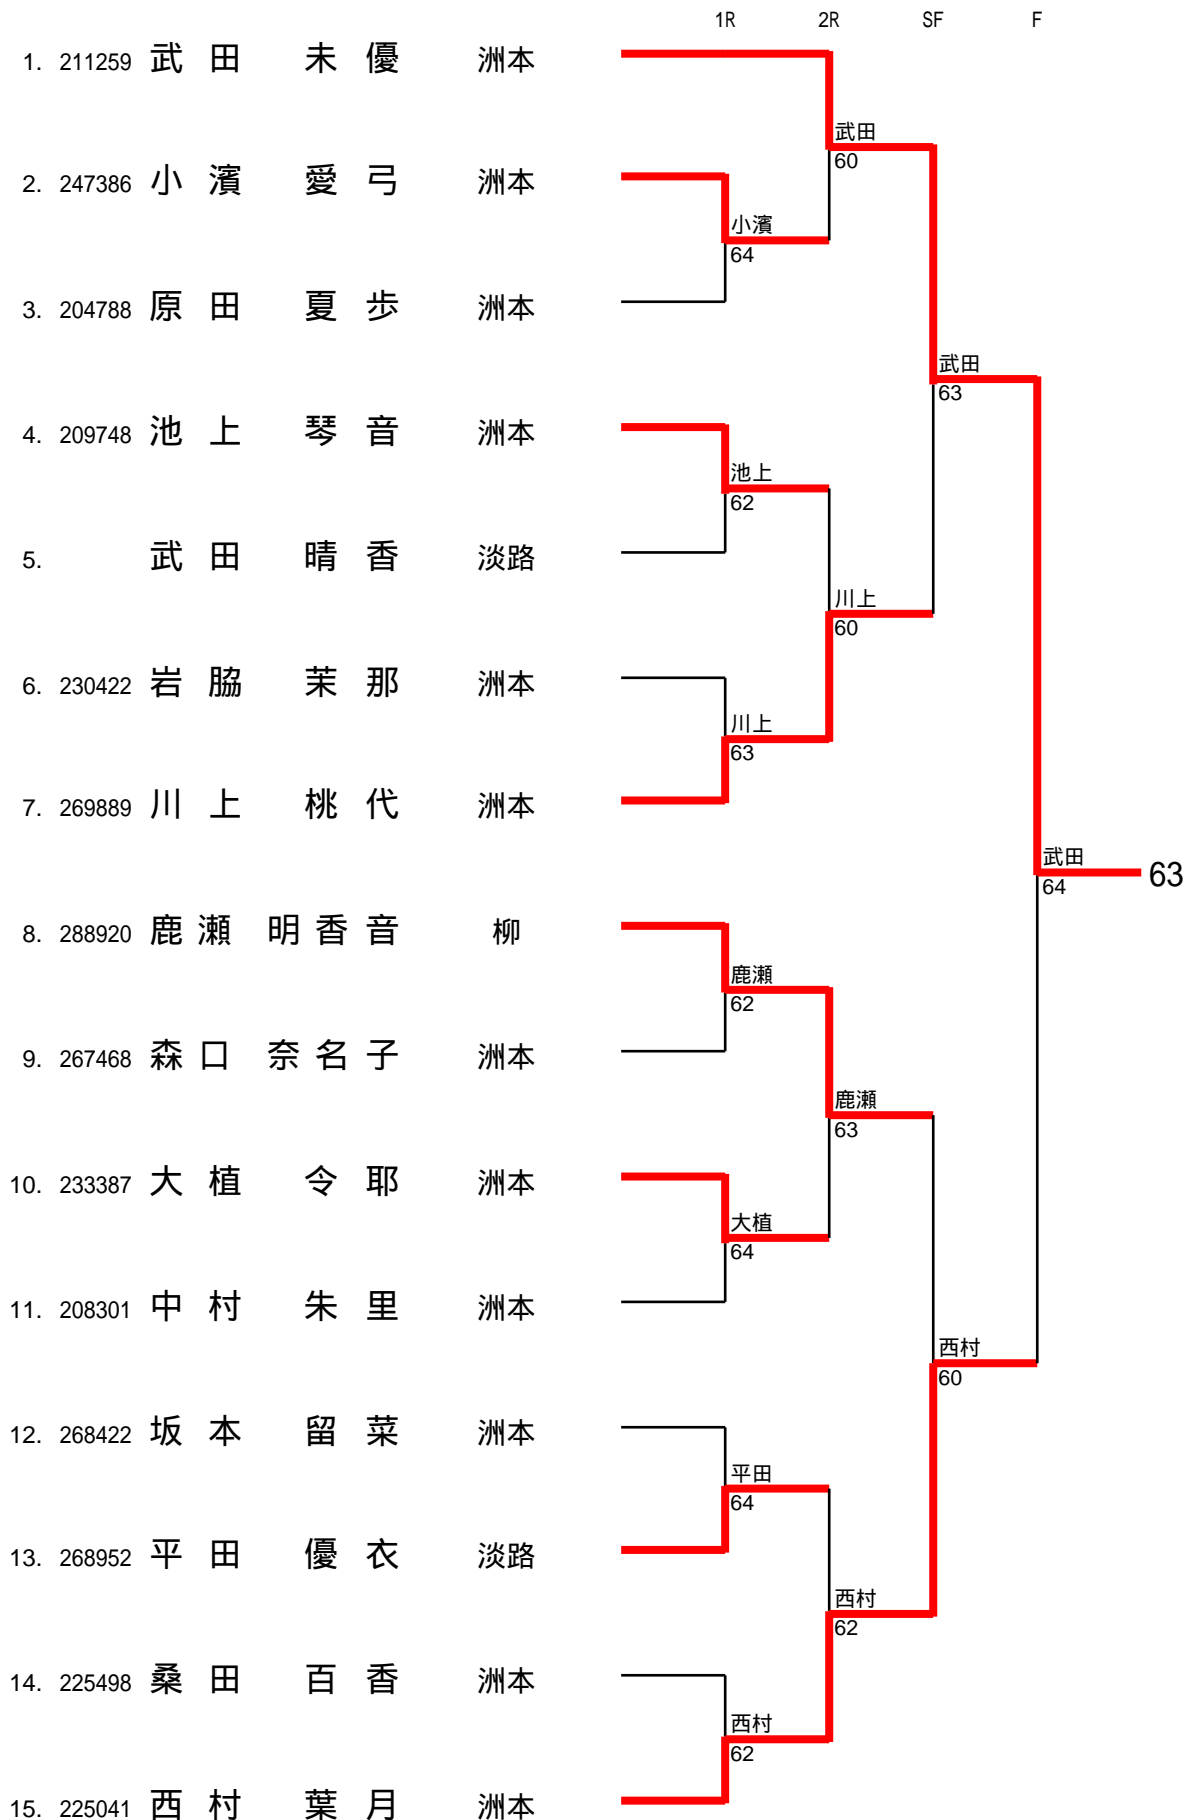 1R 2R SF F
1. 211259 武田 未優 洲本
武田
60
2. 247386 小濱 愛弓 洲本
小濱
64
3. 204788 原田 夏歩 洲本
武田
63
4. 209748 池上 琴音 洲本
池上
62
5. 武田 晴香 淡路
川上
60
6. 230422 岩脇 茉那 洲本
川上
63
7. 269889 川上 桃代 洲本
武田
64 63
8. 288920 鹿瀬 明香音 柳
鹿瀬
62
9. 267468 森口 奈名子 洲本
鹿瀬
63
10. 233387 大植 令耶 洲本
大植
64
11. 208301 中村 朱里 洲本
西村
60
12. 268422 坂本 留菜 洲本
平田
64
13. 268952 平田 優衣 淡路
西村
62
14. 225498 桑田 百香 洲本
西村
62
15. 225041 西村 葉月 洲本